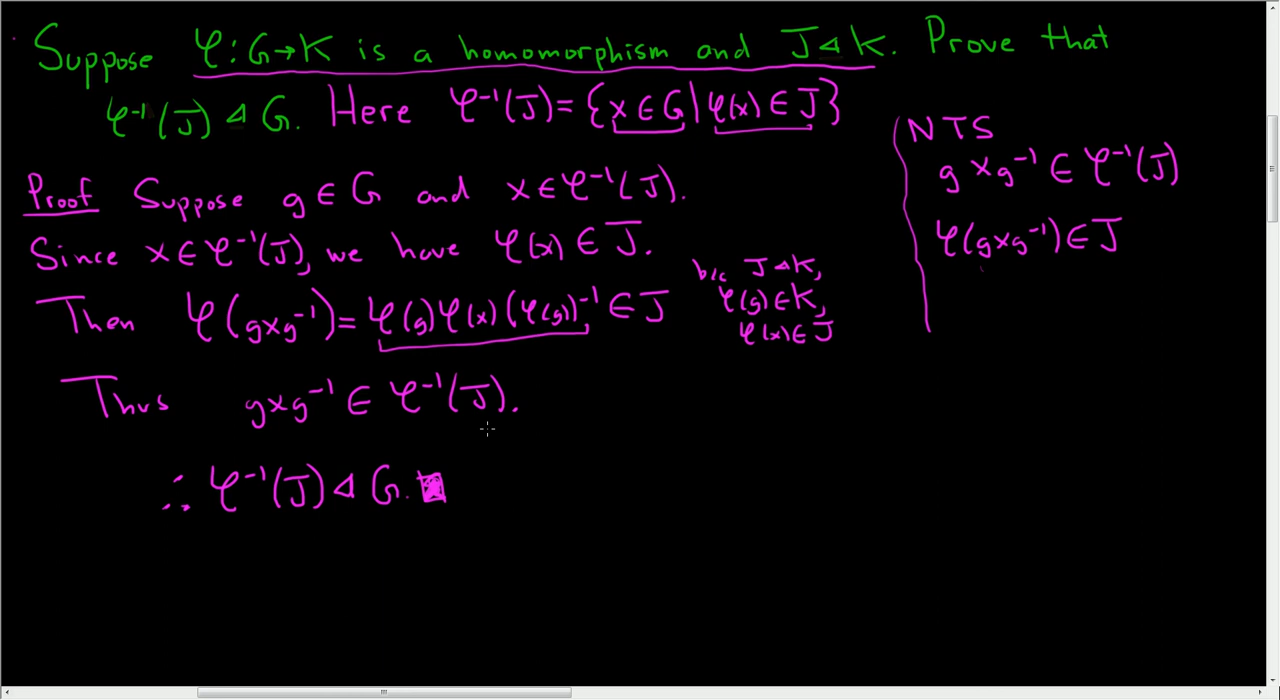 Suppose φ: G→K is a homomorphism and J ⊲ K. Prove that
φ⁻¹(J) ⊲ G. Here φ⁻¹(J) = {x ∈ G | φ(x) ∈ J}
Proof Suppose g ∈ G and x ∈ φ⁻¹(J).
Since x ∈ φ⁻¹(J), we have φ(x) ∈ J.
Then φ(gxg⁻¹) = φ(g)φ(x)(φ(g))⁻¹ ∈ J
b/c J ⊲ K,
φ(g) ∈ K,
φ(x) ∈ J
Thus gxg⁻¹ ∈ φ⁻¹(J).
∴ φ⁻¹(J) ⊲ G.
NTS
gxg⁻¹ ∈ φ⁻¹(J)
φ(gxg⁻¹) ∈ J